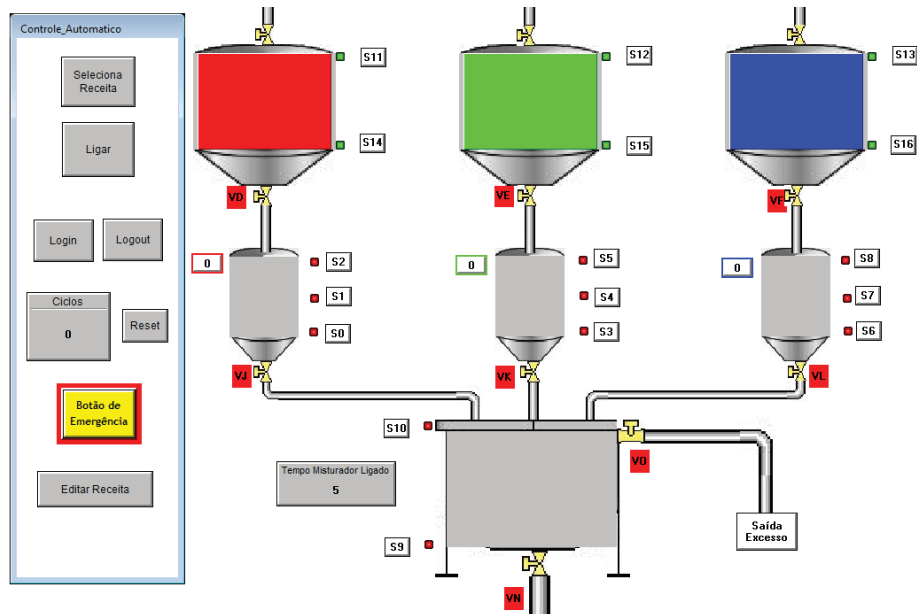 Controle_Automatico
Seleciona
Receita
Ligar
Login
Logout
Ciclos
0
Reset
Botão de
Emergência
Editar Receita
S11
S12
S13
S14
S15
S16
VD
VE
VF
0
S2
S1
S0
0
S5
S4
S3
0
S8
S7
S6
VJ
VK
VL
S10
VO
Tempo Misturador Ligado
5
S9
Saída
Excesso
VN